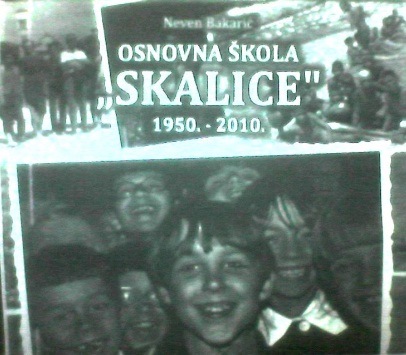 Neven Bakarić
OSNOVNA ŠKOLA
„SKALICE"
1950. - 2010.